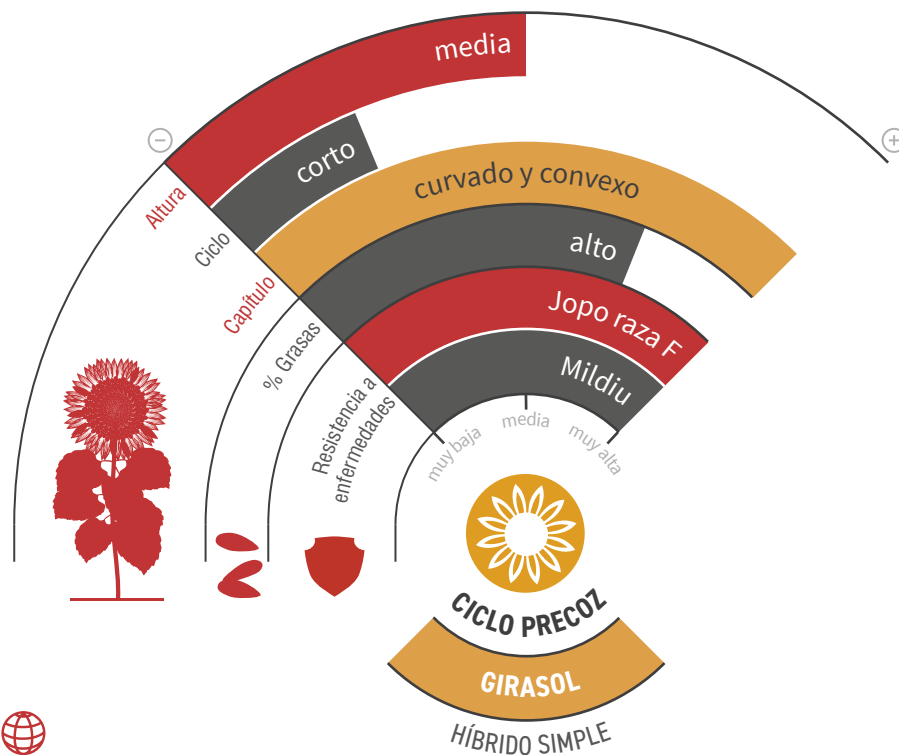 media
−
+
corto
curvado y convexo
alto
Jopo raza F
Mildiu
Altura
Ciclo
Capítulo
% Grasas
Resistencia a
enfermedades
muy baja
media
muy alta
CICLO PRECOZ
GIRASOL
HÍBRIDO SIMPLE